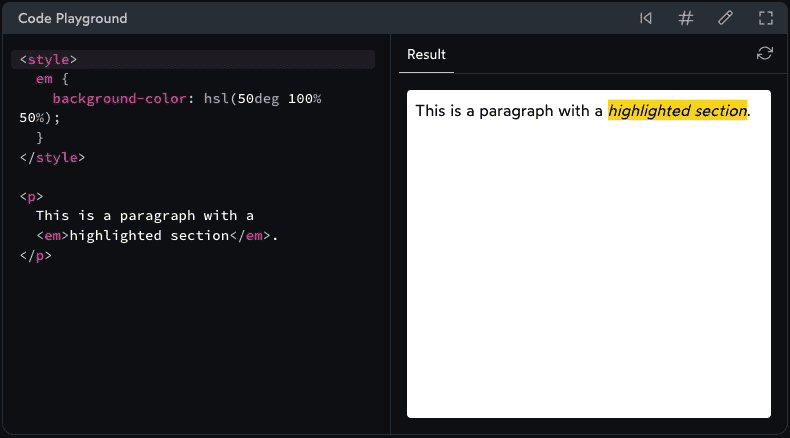 Code Playground
<style>
em {
background-color: hsl(50deg 100%
50%);
}
</style>
<p>
This is a paragraph with a
<em>highlighted section</em>.
</p>
Result
This is a paragraph with a highlighted section.